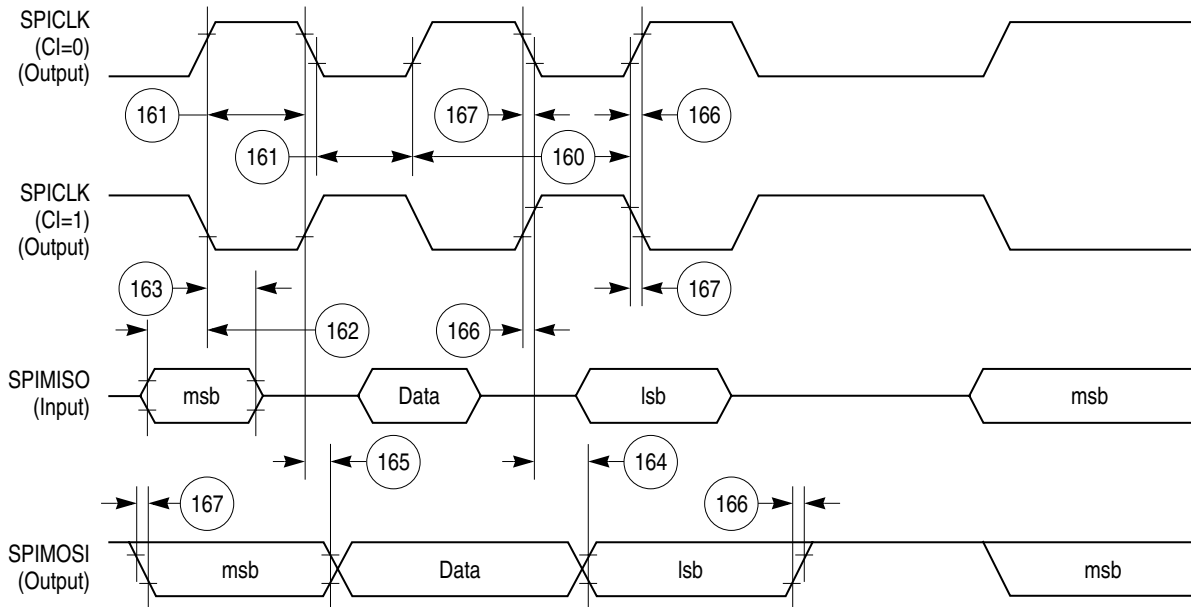 SPICLK
(CI=0)
(Output)
161
167
166
161
160
SPICLK
(CI=1)
(Output)
163
167
162
166
SPIMISO
(Input)
msb
Data
lsb
msb
165
164
167
166
SPIMOSI
(Output)
msb
Data
lsb
msb